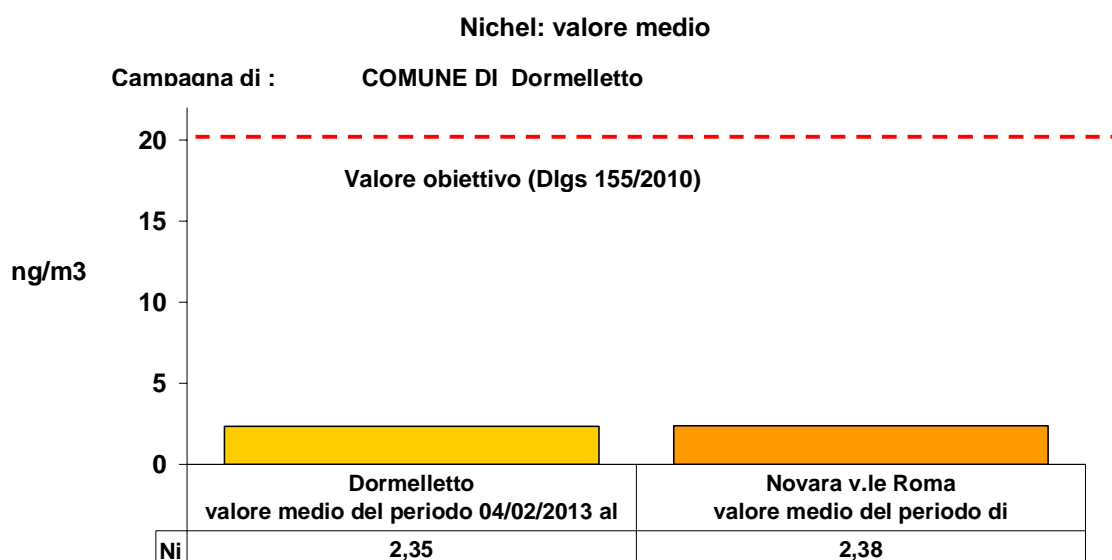 Nichel: valore medio
Campagna di : COMUNE DI Dormelletto
20
Valore obiettivo (Dlgs 155/2010)
15
ng/m3
10
5
0
Dormelletto
valore medio del periodo 04/02/2013 al
Novara v.le Roma
valore medio del periodo di
Ni 2,35 2,38